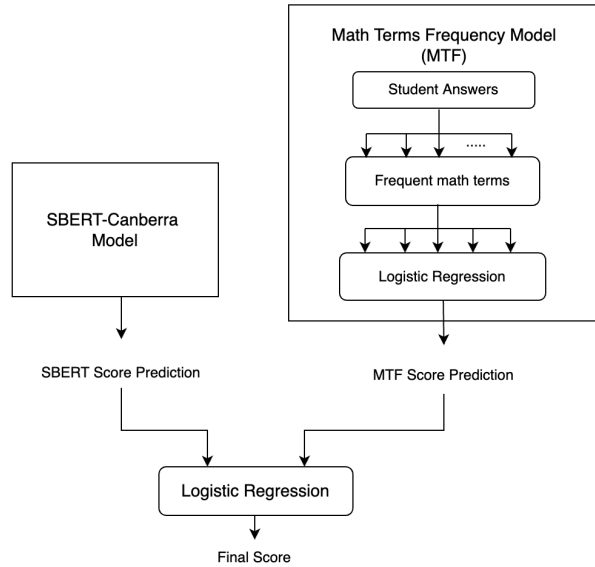 Math Terms Frequency Model
(MTF)
Student Answers
.....
Frequent math terms
Logistic Regression
SBERT-Canberra
Model
SBERT Score Prediction
MTF Score Prediction
Logistic Regression
Final Score